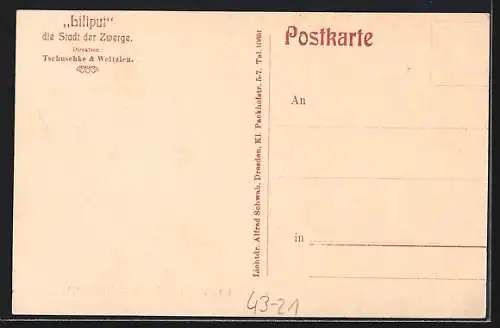 „Liliput“
die Stadt der Zwerge.
Direktion:
Tschuschke & Weitzien.
Lichtdr. Alfred Schwab, Dresden, Kl. Packhofstr. 5-7, Tel.
Postkarte
An
in
43-21